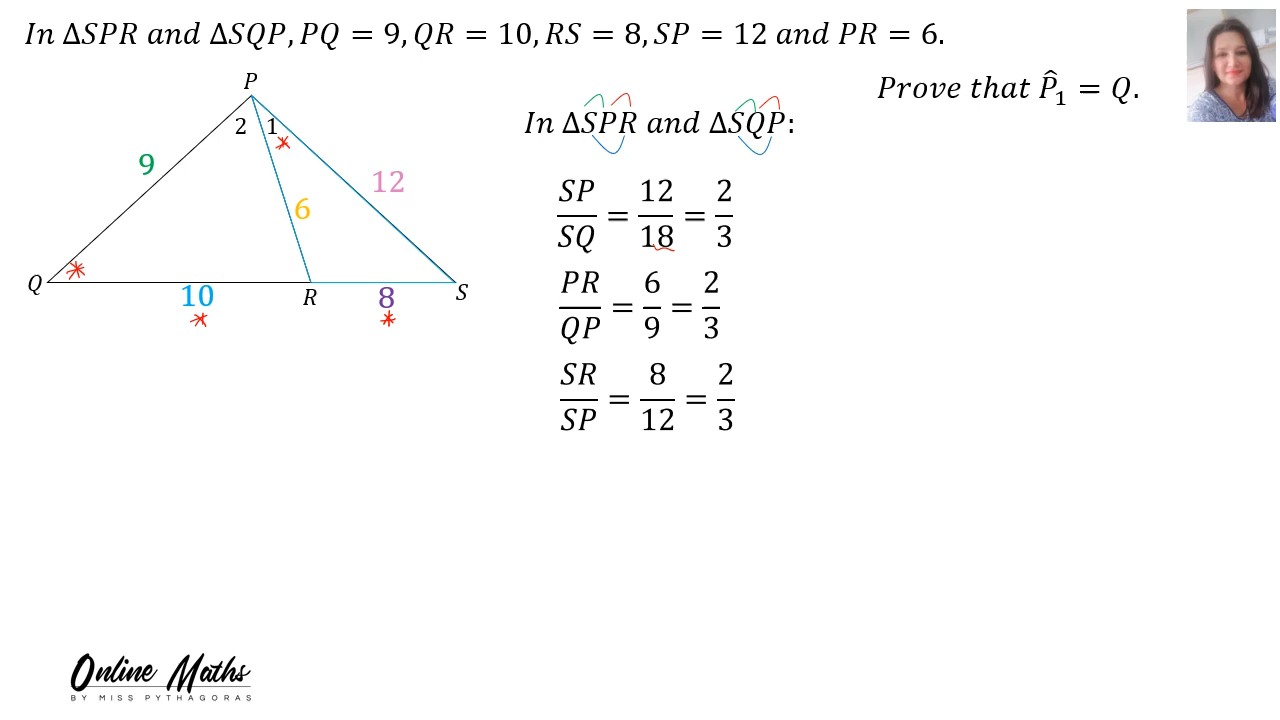 In ΔSPR and ΔSQP, PQ = 9, QR = 10, RS = 8, SP = 12 and PR = 6.
Prove that P̂₁ = Q.
P
2 1
9
12
6
Q
R
S
10
8
In ΔSPR and ΔSQP:
SP/SQ = 12/18 = 2/3
PR/QP = 6/9 = 2/3
SR/SP = 8/12 = 2/3
Online Maths
BY MISS PYTHAGORAS